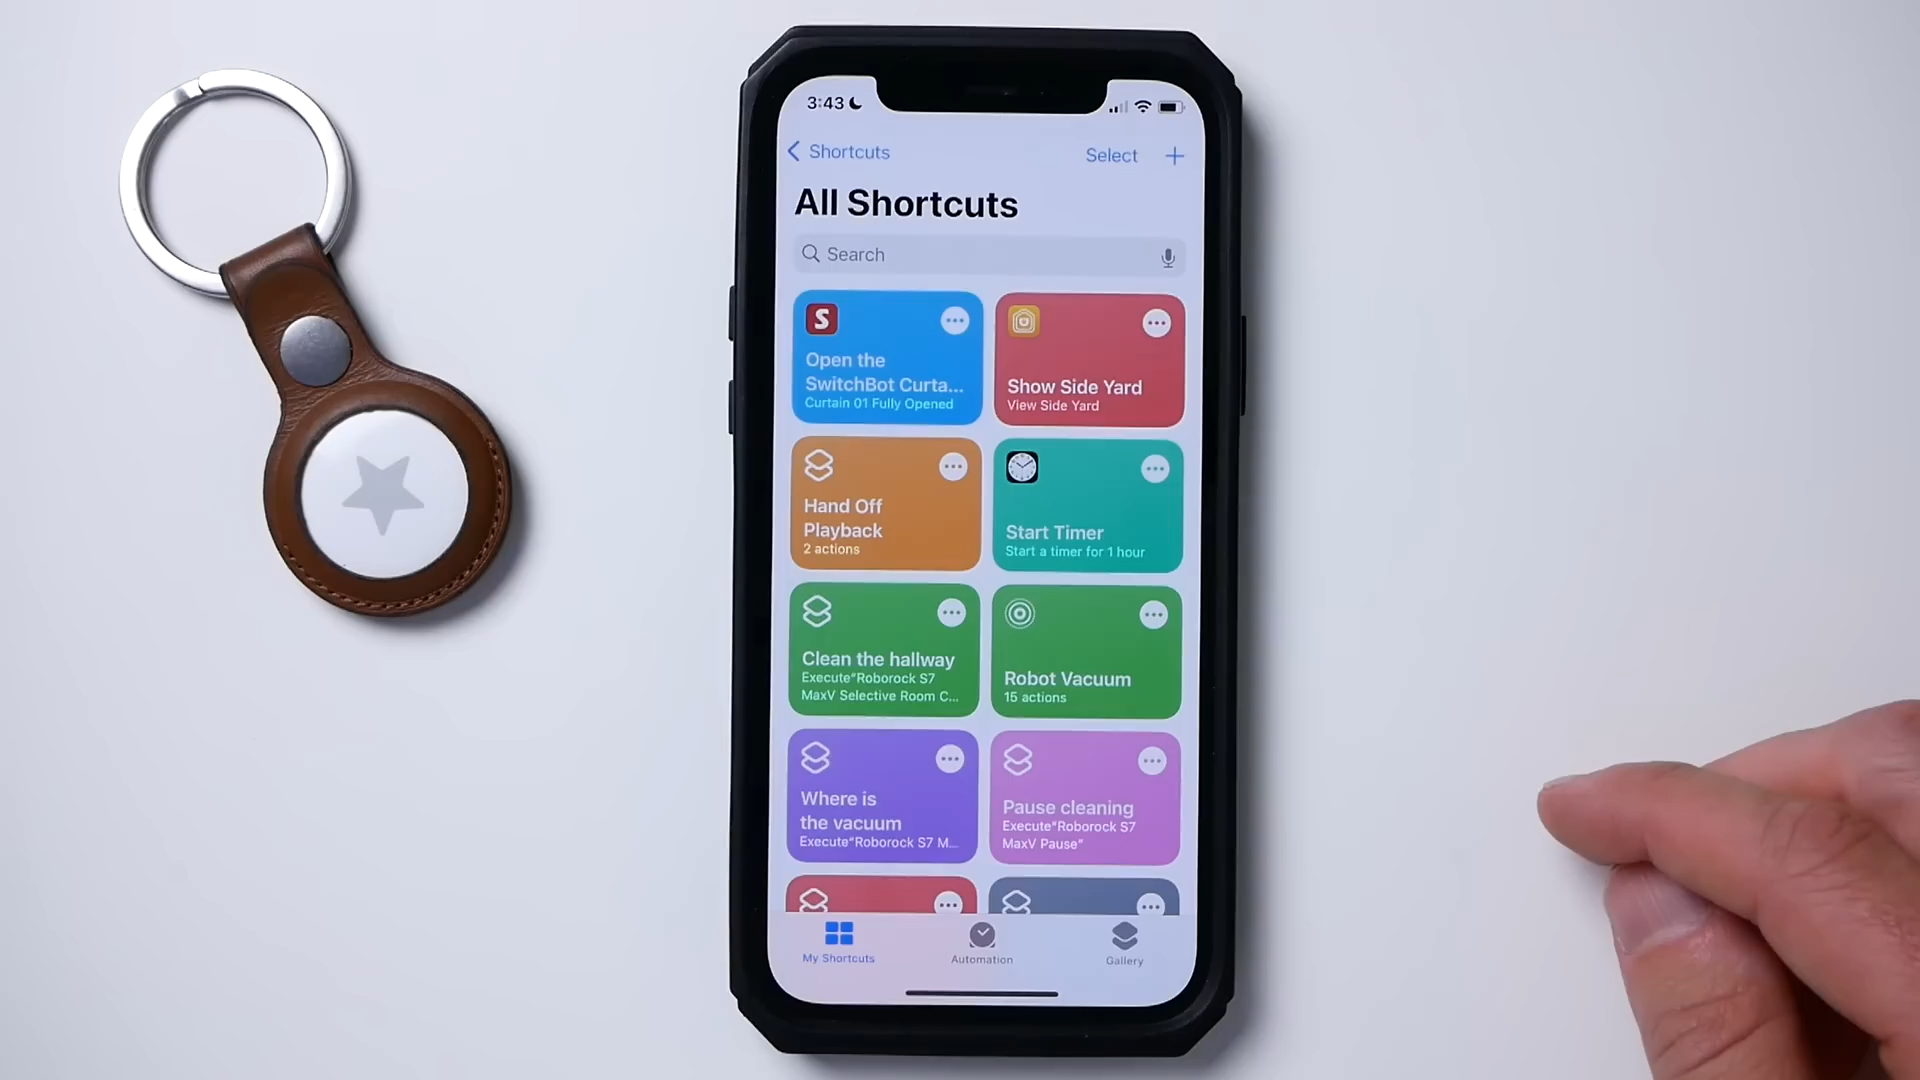 3:43
Shortcuts
Select
All Shortcuts
Search
S
Open the
SwitchBot Curta...
Curtain 01 Fully Opened
Show Side Yard
View Side Yard
Hand Off
Playback
2 actions
Start Timer
Start a timer for 1 hour
Clean the hallway
Execute"Roborock S7
MaxV Selective Room C...
Robot Vacuum
15 actions
Where is
the vacuum
Execute"Roborock S7 M...
Pause cleaning
Execute"Roborock S7
MaxV Pause"
My Shortcuts
Automation
Gallery